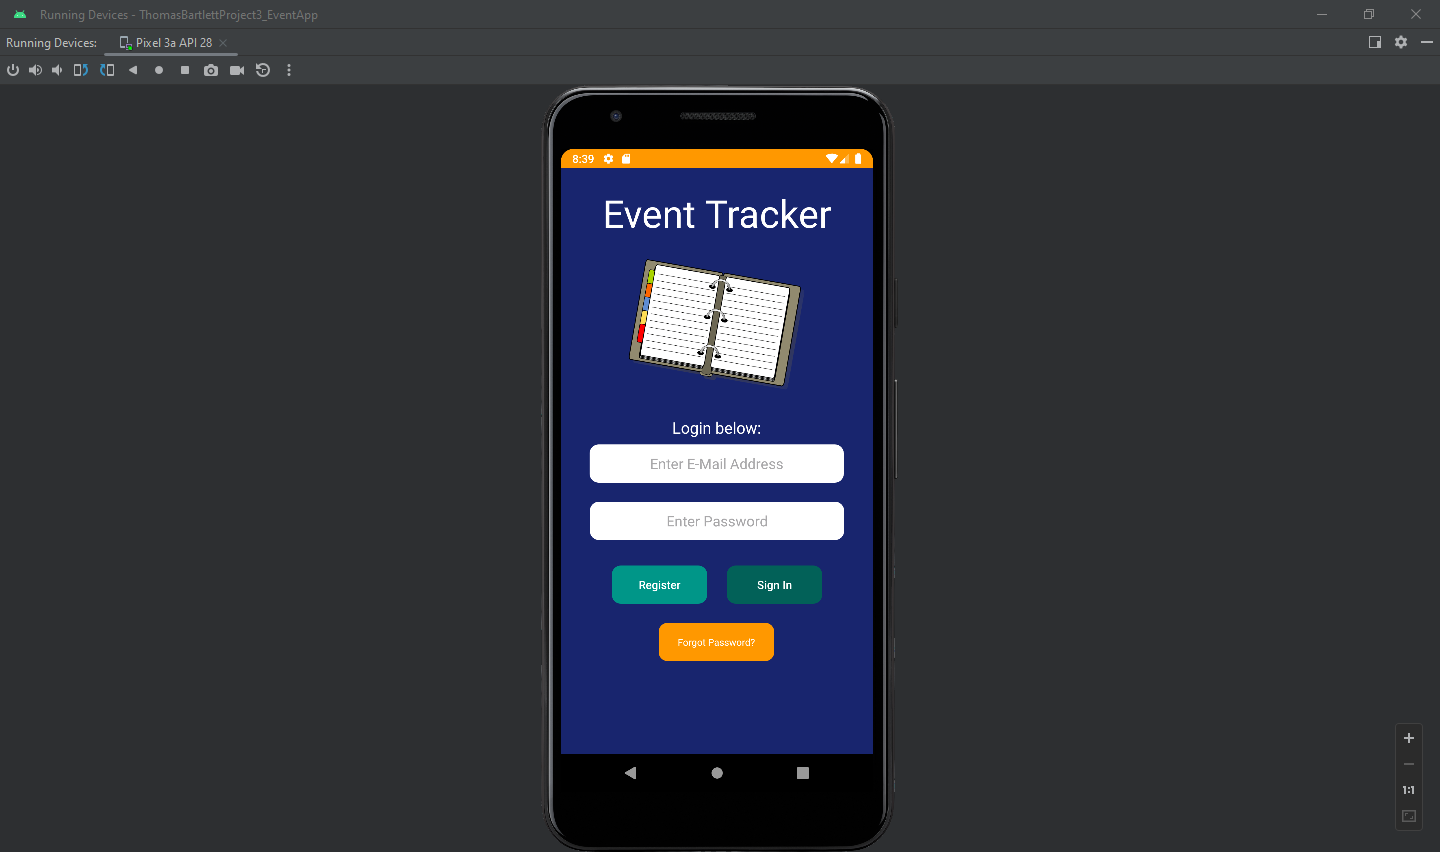 Running Devices - ThomasBartlettProject3_EventApp
Running Devices: Pixel 3a API 28
8:39
Event Tracker
Login below:
Enter E-Mail Address
Enter Password
Register Sign In
Forgot Password?
1:1